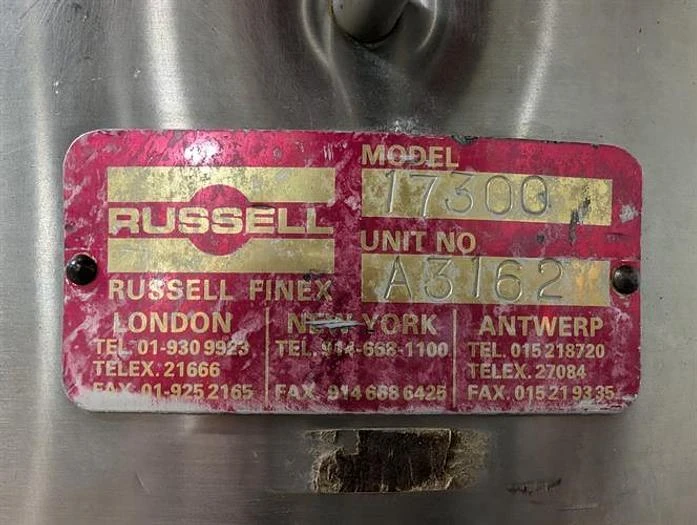 RUSSELL
RUSSELL FINEX
MODEL
17300
UNIT NO
A3162
LONDON
TEL. 01-930 9923
TELEX. 21666
FAX. 01-925 2165
NEW YORK
TEL. 914-668-1100
FAX. 914 668 6425
ANTWERP
TEL. 015 218720
TELEX. 27084
FAX. 015 21 93 35